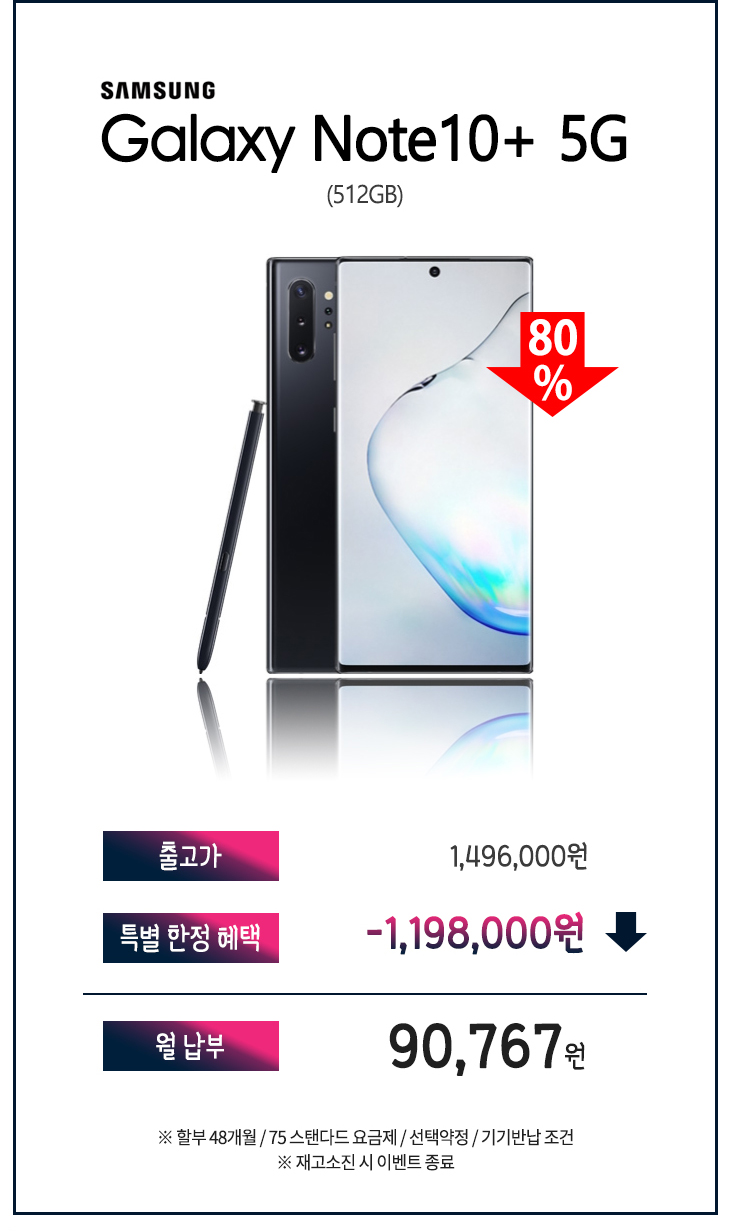 SAMSUNG
Galaxy Note10+ 5G
(512GB)
80
%
출고가 1,496,000원
특별 한정 혜택 -1,198,000원
월 납부 90,767원
※ 할부 48개월 / 75 스탠다드 요금제 / 선택약정 / 기기반납 조건
※ 재고소진 시 이벤트 종료